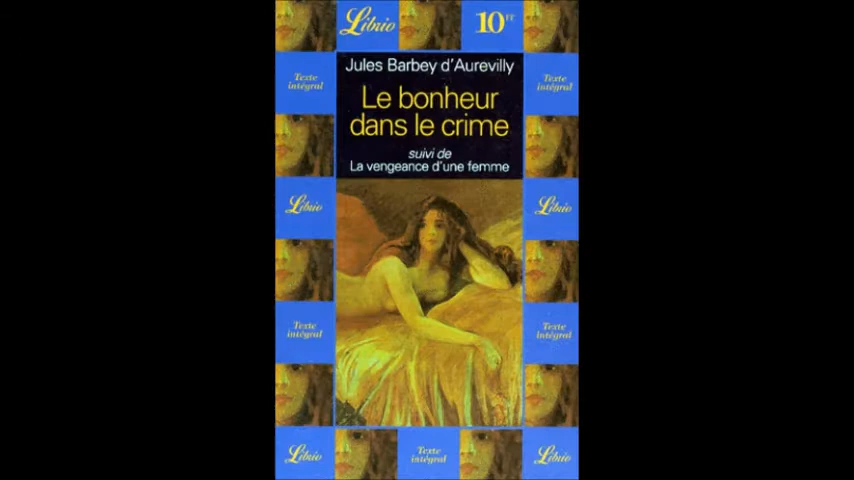 Librio
10FF
Jules Barbey d'Aurevilly
Texte
intégral
Texte
intégral
Le bonheur
dans le crime
suivi de
La vengeance d'une femme
Librio
Librio
Texte
intégral
Texte
intégral
Librio
Texte
intégral
Librio